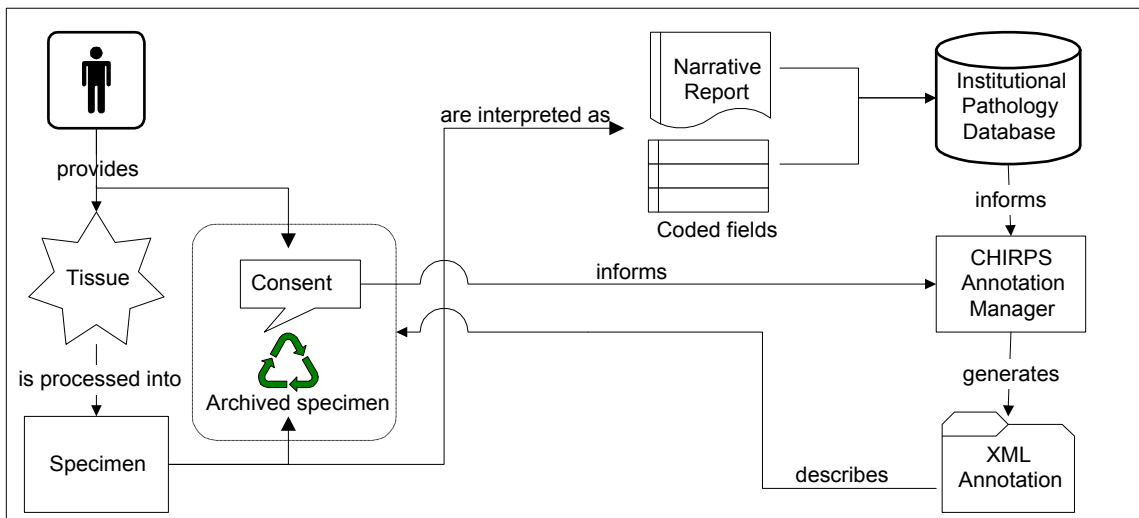 provides
Tissue
is processed into
Specimen
Consent
Archived specimen
are interpreted as
Narrative
Report
Coded fields
Institutional
Pathology
Database
informs
informs
CHIRPS
Annotation
Manager
generates
XML
Annotation
describes